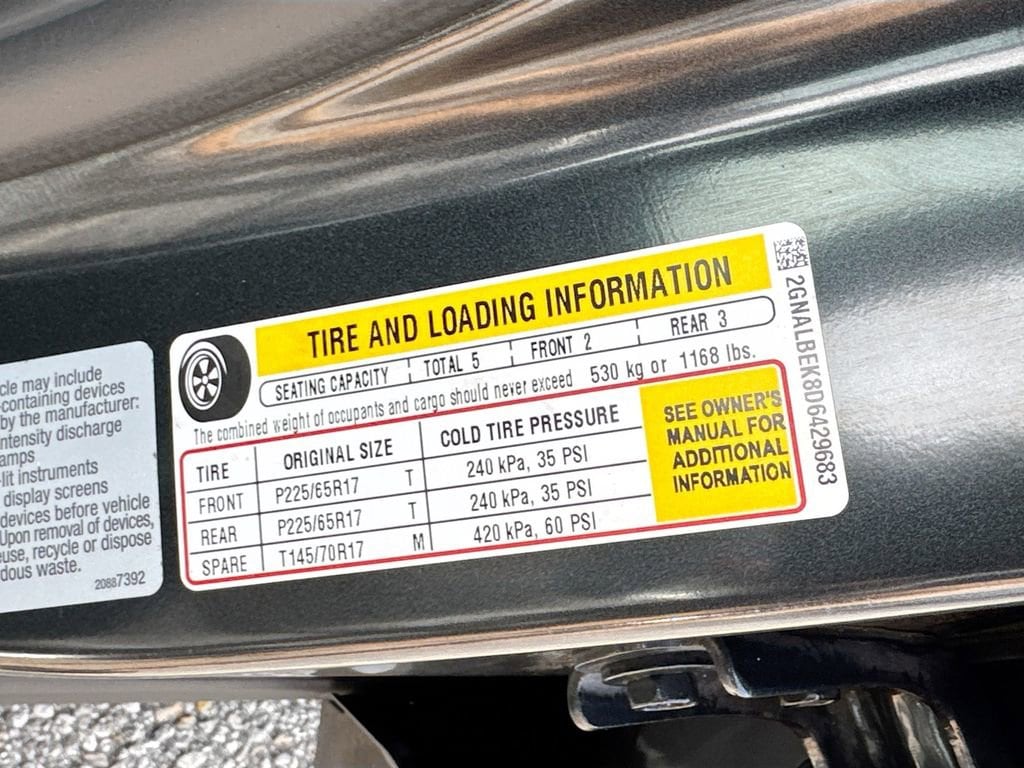 cle may include
-containing devices
by the manufacturer:
intensity discharge
amps
-lit instruments
display screens
devices before vehicle
Upon removal of devices,
euse, recycle or dispose
dous waste.
20887392
TIRE AND LOADING INFORMATION
SEATING CAPACITY TOTAL 5 FRONT 2 REAR 3
The combined weight of occupants and cargo should never exceed 530 kg or 1168 lbs.
TIRE ORIGINAL SIZE COLD TIRE PRESSURE
FRONT P225/65R17 T 240 kPa, 35 PSI
REAR P225/65R17 T 240 kPa, 35 PSI
SPARE T145/70R17 M 420 kPa, 60 PSI
SEE OWNER'S
MANUAL FOR
ADDITIONAL
INFORMATION
2GNALBEK8D6429683